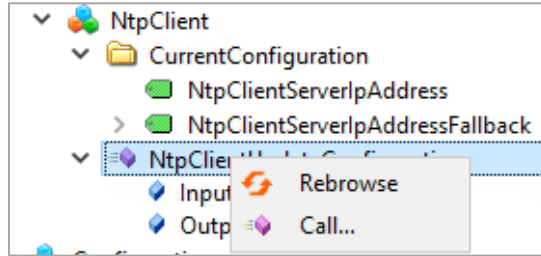 NtpClient
CurrentConfiguration
NtpClientServerIpAddress
NtpClientServerIpAddressFallback
Rebrowse
Call...